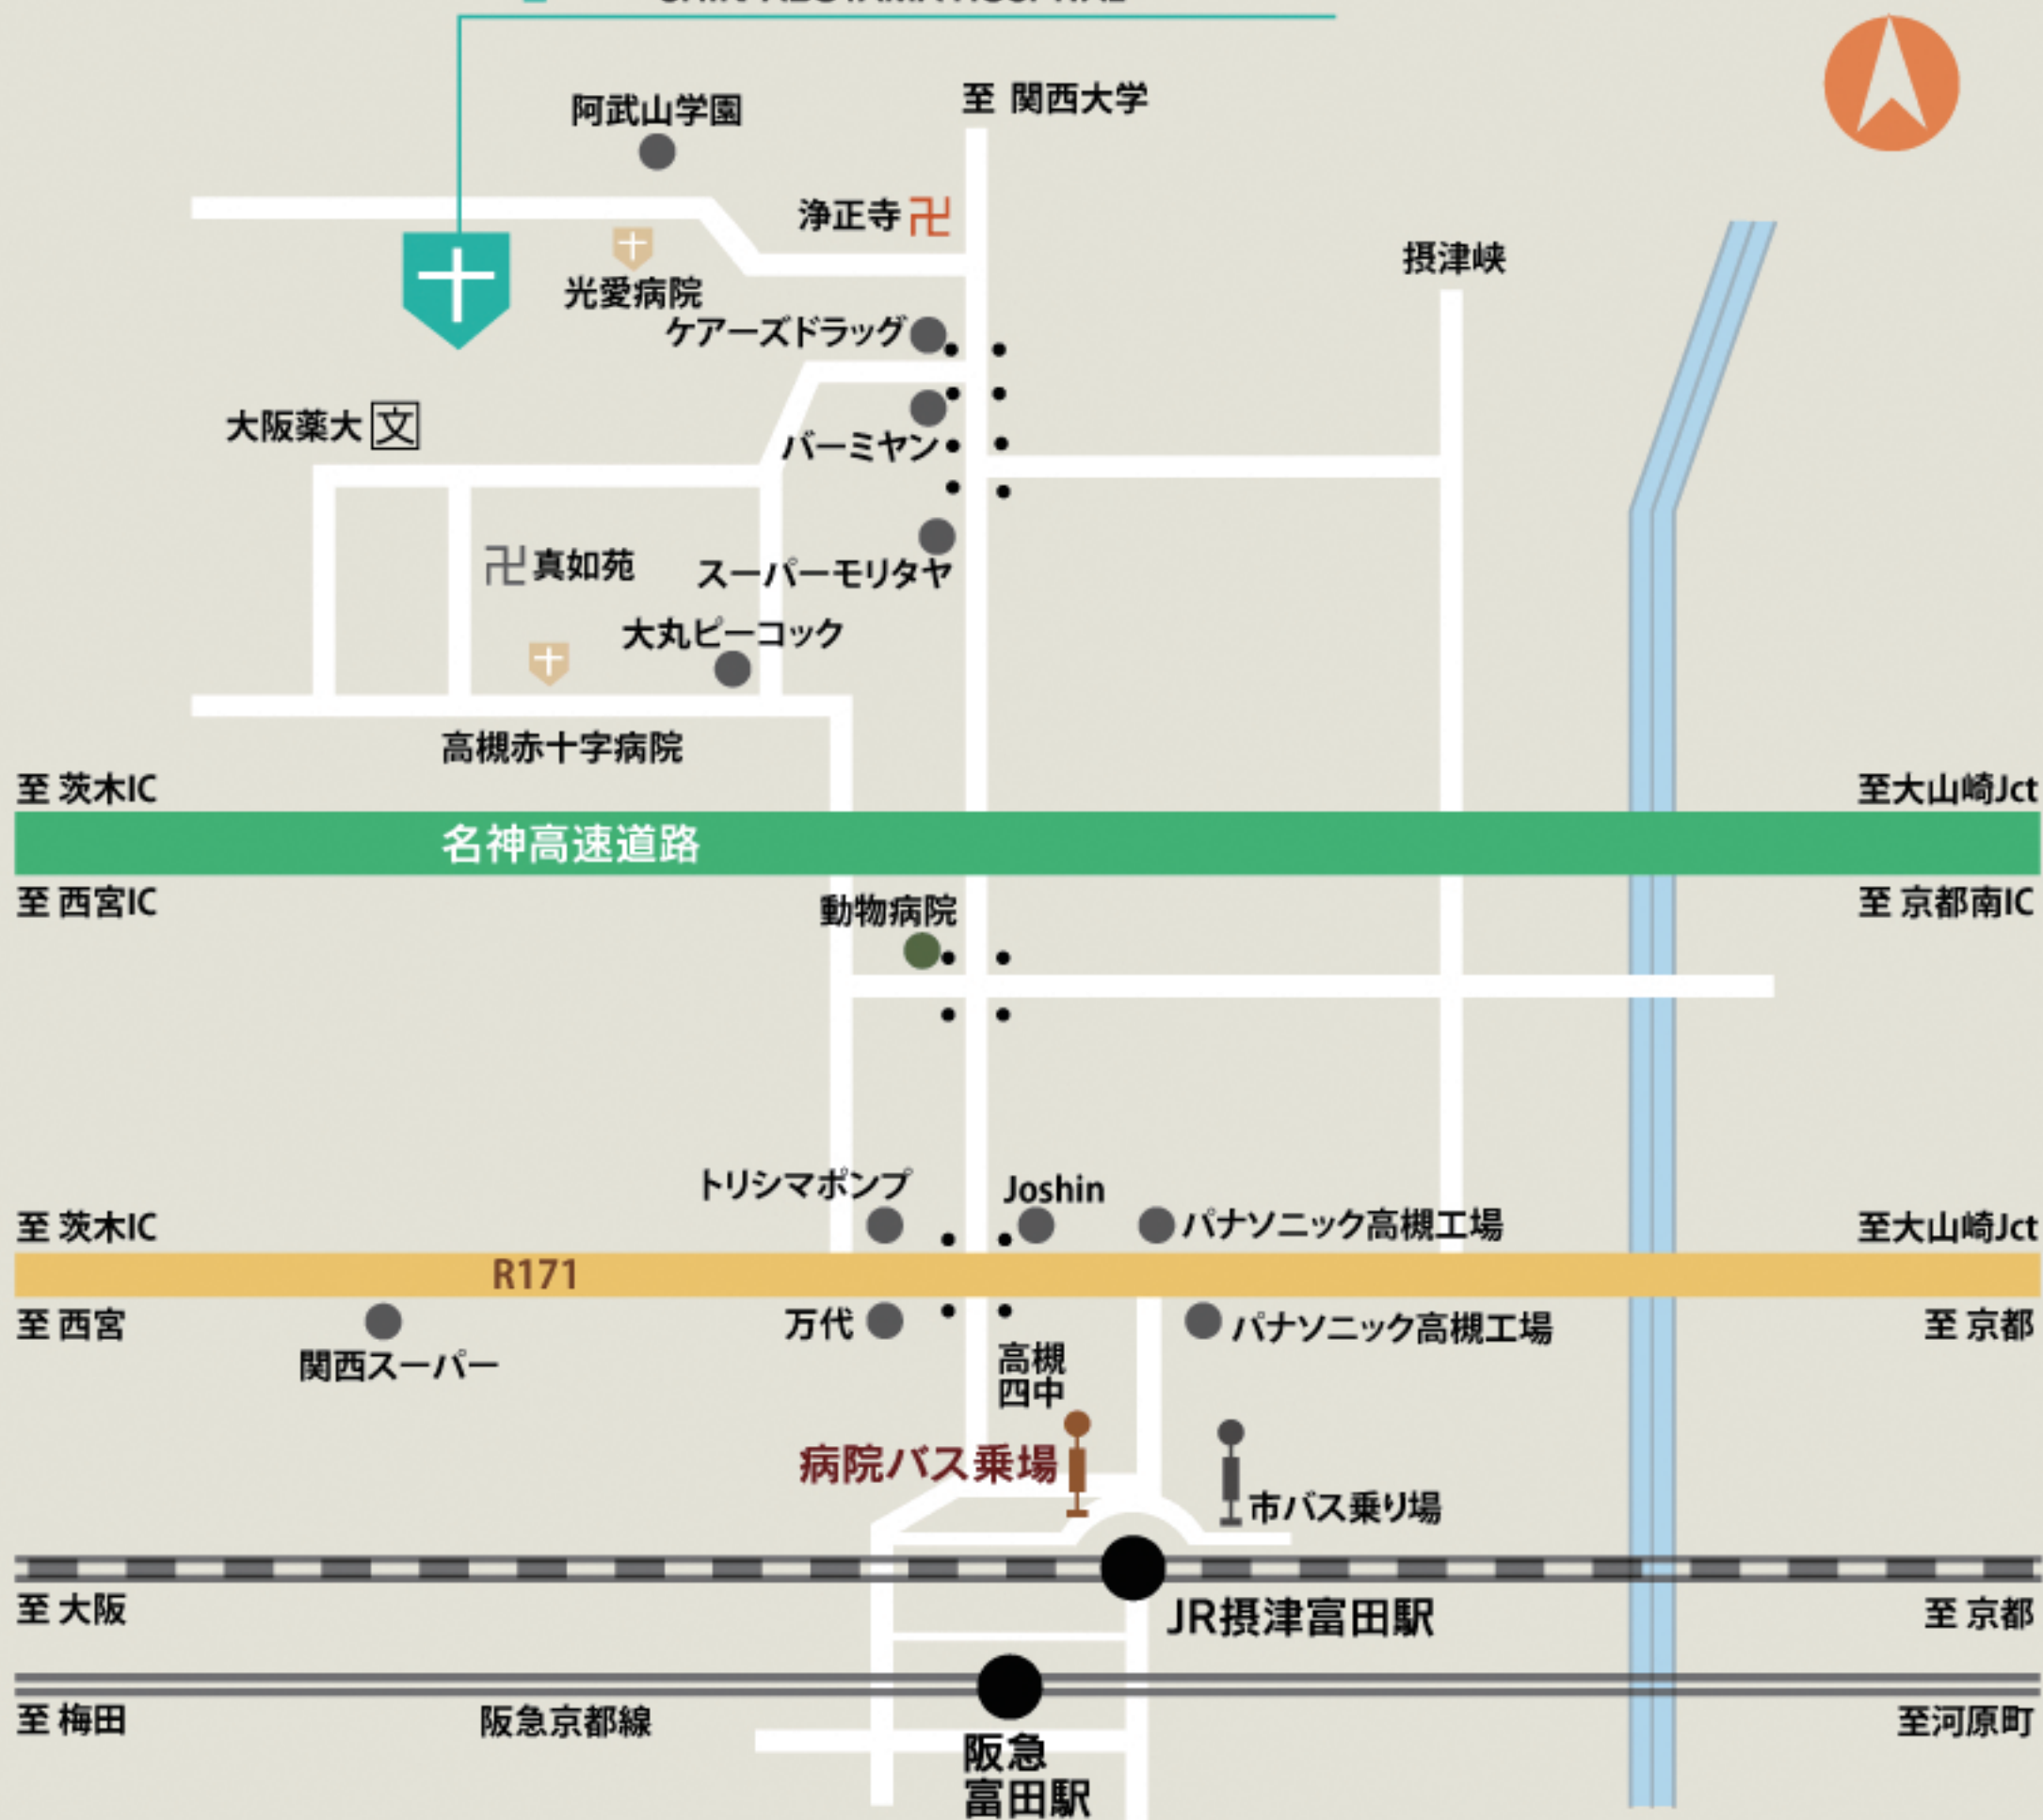 阿武山学園
至 関西大学
浄正寺
摂津峡
光愛病院
ケアーズドラッグ
大阪薬大
文
バーミヤン
真如苑
スーパーモリタヤ
大丸ピーコック
高槻赤十字病院
至 茨木IC
至大山崎Jct
名神高速道路
至 西宮IC
至 京都南IC
動物病院
トリシマポンプ
Joshin
至 茨木IC
パナソニック高槻工場
至大山崎Jct
R171
至 西宮
万代
パナソニック高槻工場
至 京都
関西スーパー
高槻
四中
病院バス乗場
市バス乗り場
至 大阪
JR摂津富田駅
至 京都
至 梅田
阪急京都線
至河原町
阪急
富田駅